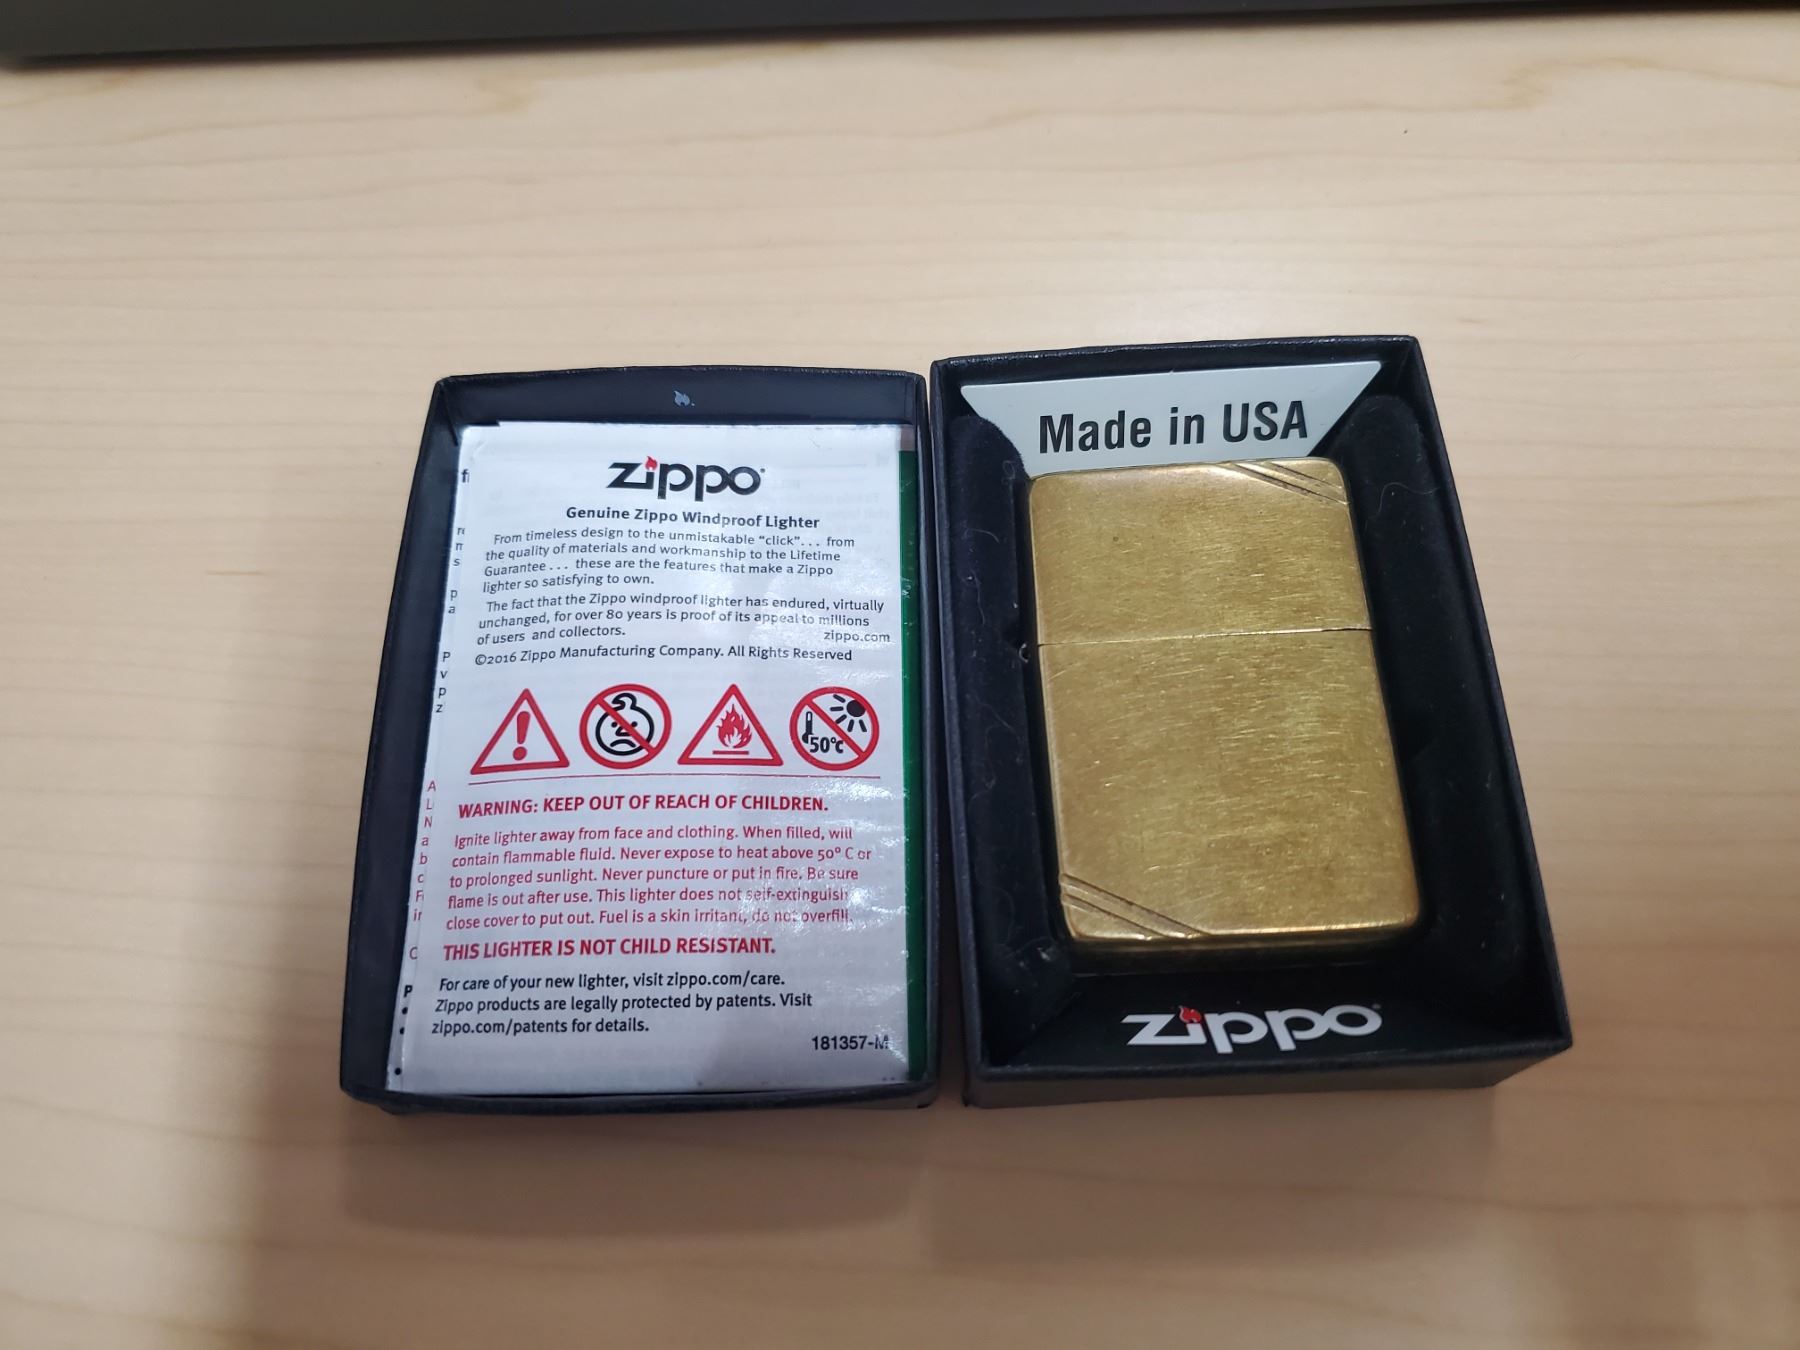 zippo
Genuine Zippo Windproof Lighter
From timeless design to the unmistakable “click”... from
the quality of materials and workmanship to the Lifetime
Guarantee... these are the features that make a Zippo
lighter so satisfying to own.
The fact that the Zippo windproof lighter has endured, virtually
unchanged, for over 80 years is proof of its appeal to millions
of users and collectors.
zippo.com
©2016 Zippo Manufacturing Company. All Rights Reserved
50°C
WARNING: KEEP OUT OF REACH OF CHILDREN.
Ignite lighter away from face and clothing. When filled, will
contain flammable fluid. Never expose to heat above 50° C or
to prolonged sunlight. Never puncture or put in fire. Be sure
flame is out after use. This lighter does not self-extinguish
close cover to put out. Fuel is a skin irritant, do not overfill.
THIS LIGHTER IS NOT CHILD RESISTANT.
For care of your new lighter, visit zippo.com/care.
Zippo products are legally protected by patents. Visit
zippo.com/patents for details.
181357-M
Made in USA
zippo